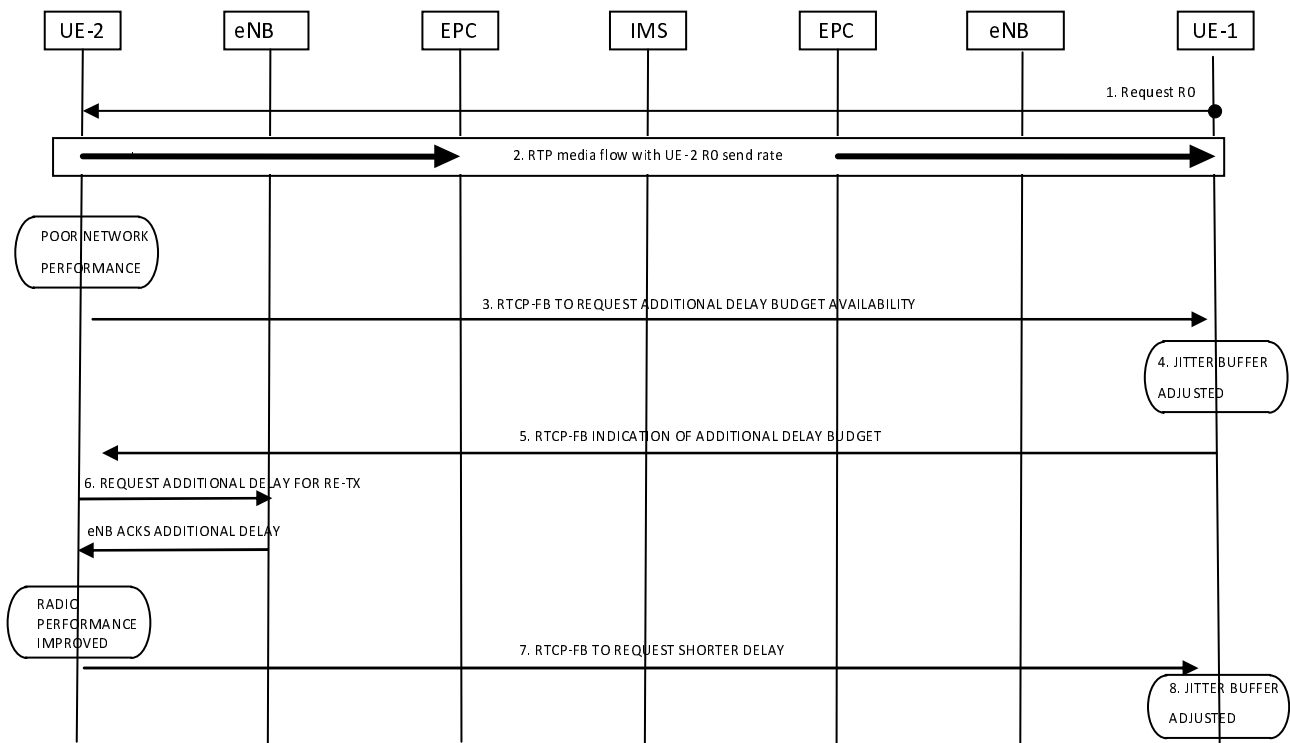 UE-2
eNB
EPC
IMS
EPC
eNB
UE-1
1. Request R0
2. RTP media flow with UE-2 R0 send rate
POOR NETWORK
PERFORMANCE
3. RTCP-FB TO REQUEST ADDITIONAL DELAY BUDGET AVAILABILITY
4. JITTER BUFFER
ADJUSTED
5. RTCP-FB INDICATION OF ADDITIONAL DELAY BUDGET
6. REQUEST ADDITIONAL DELAY FOR RE-TX
eNB ACKS ADDITIONAL DELAY
RADIO
PERFORMANCE
IMPROVED
7. RTCP-FB TO REQUEST SHORTER DELAY
8. JITTER BUFFER
ADJUSTED